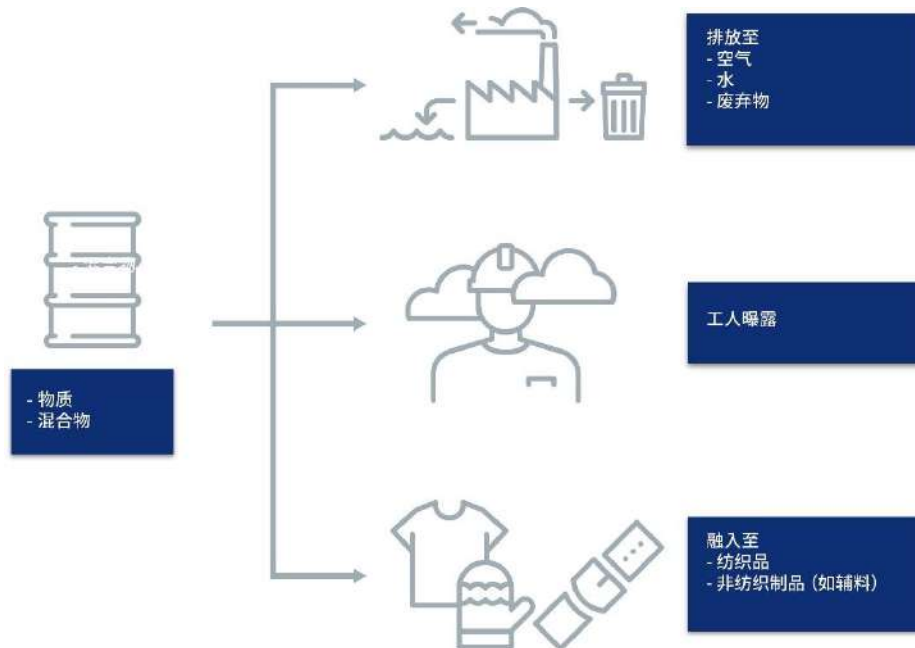 排放至
- 空气
- 水
- 废弃物
工人曝露
- 物质
- 混合物
融入至
- 纺织品
- 非纺织制品 (如辅料)